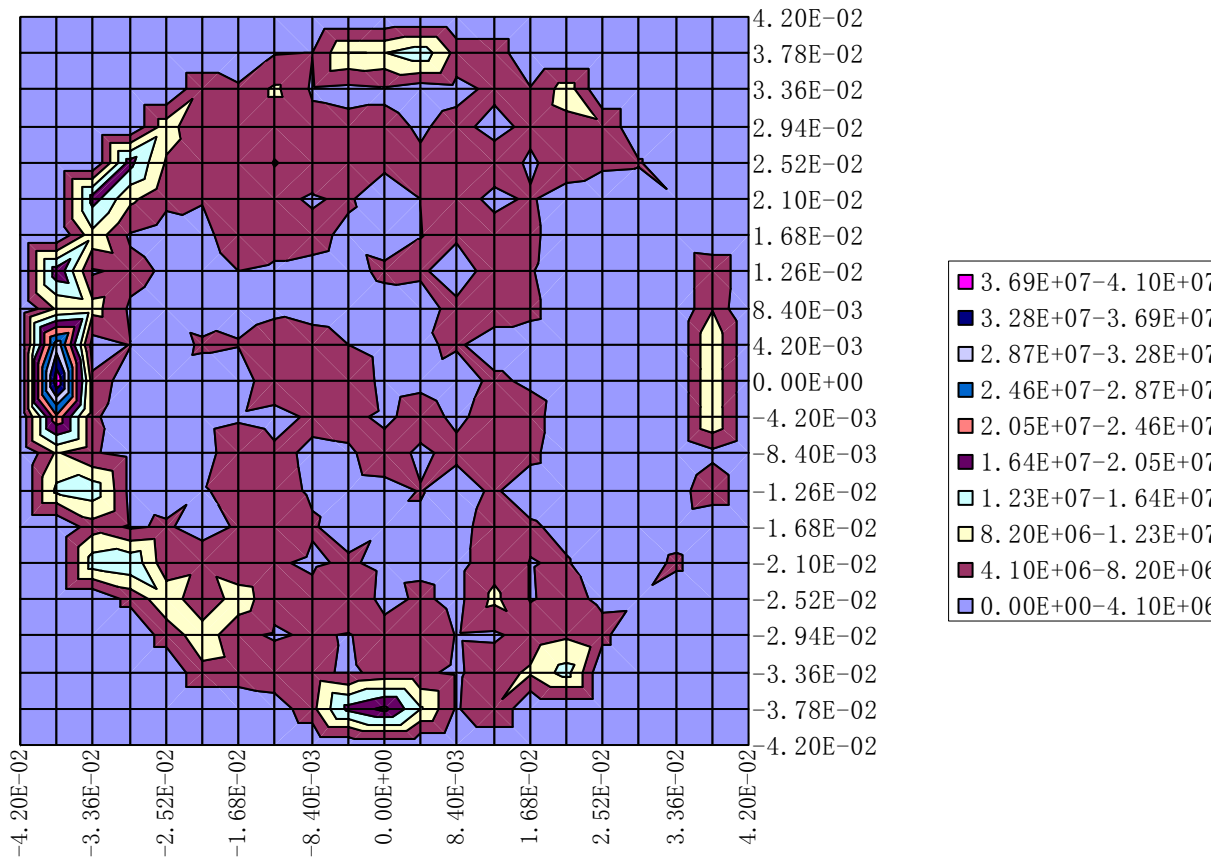 4.20E-02
3.78E-02
3.36E-02
2.94E-02
2.52E-02
2.10E-02
1.68E-02
1.26E-02
8.40E-03
4.20E-03
0.00E+00
-4.20E-03
-8.40E-03
-1.26E-02
-1.68E-02
-2.10E-02
-2.52E-02
-2.94E-02
-3.36E-02
-3.78E-02
-4.20E-02
-4.20E-02
-3.36E-02
-2.52E-02
-1.68E-02
-8.40E-03
0.00E+00
8.40E-03
1.68E-02
2.52E-02
3.36E-02
4.20E-02
3.69E+07-4.10E+07
3.28E+07-3.69E+07
2.87E+07-3.28E+07
2.46E+07-2.87E+07
2.05E+07-2.46E+07
1.64E+07-2.05E+07
1.23E+07-1.64E+07
8.20E+06-1.23E+07
4.10E+06-8.20E+06
0.00E+00-4.10E+06